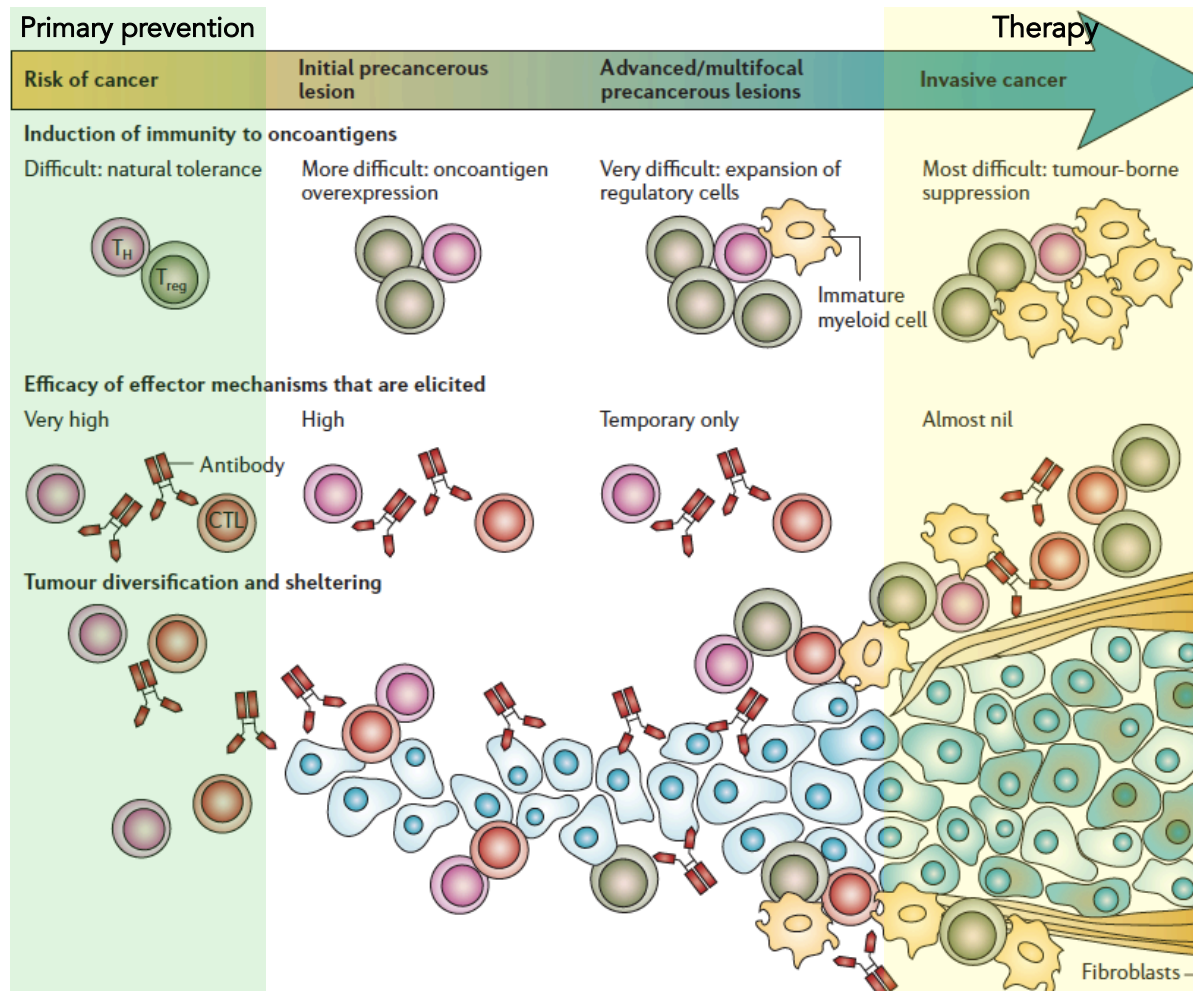 Primary prevention
Therapy
Risk of cancer
Initial precancerous
lesion
Advanced/multifocal
precancerous lesions
Invasive cancer
Induction of immunity to oncoantigens
Difficult: natural tolerance
More difficult: oncoantigen
overexpression
Very difficult: expansion of
regulatory cells
Most difficult: tumour-borne
suppression
TH
Treg
Immature
myeloid cell
Efficacy of effector mechanisms that are elicited
Very high
High
Temporary only
Almost nil
Antibody
CTL
Tumour diversification and sheltering
Fibroblasts